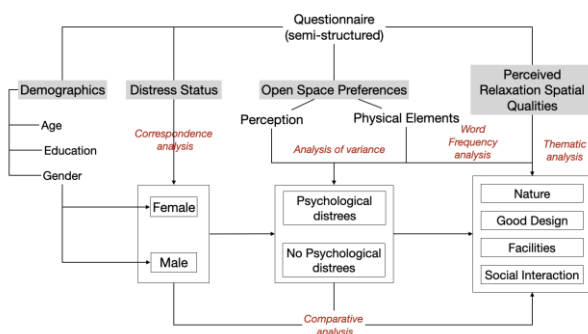 Questionnaire
(semi-structured)
Demographics
Distress Status
Open Space Preferences
Perceived
Relaxation Spatial
Qualities
Age
Education
Gender
Correspondence
analysis
Perception
Physical Elements
Analysis of variance
Word
Frequency
analysis
Thematic
analysis
Female
Male
Psychological
distrees
No Psychological
distrees
Nature
Good Design
Facilities
Social Interaction
Comparative
analysis